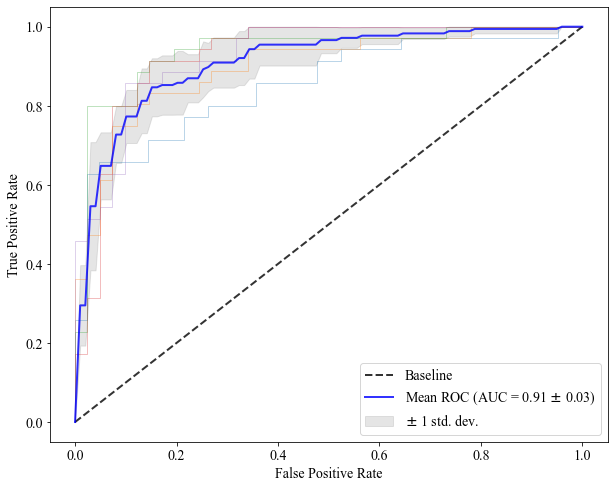 1.0
0.8
0.6
0.4
0.2
0.0
True Positive Rate
Baseline
Mean ROC (AUC = 0.91 ± 0.03)
± 1 std. dev.
0.0 0.2 0.4 0.6 0.8 1.0
False Positive Rate